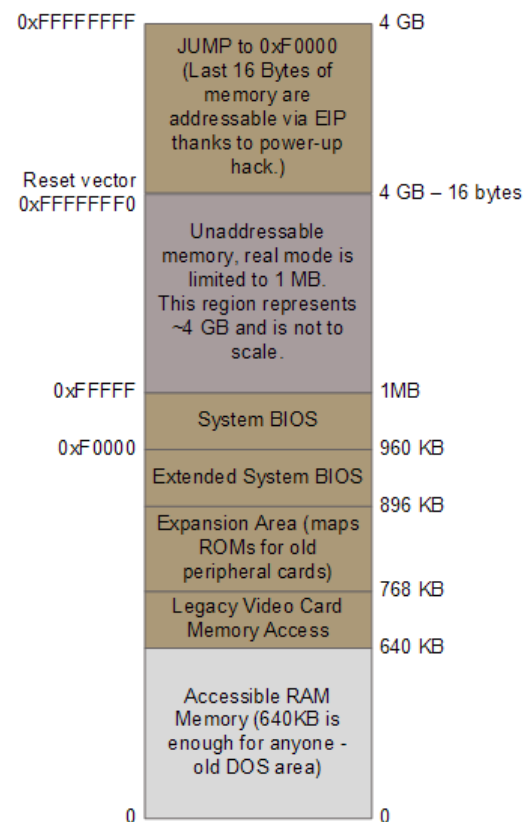 0xFFFFFFFF
4 GB
JUMP to 0xF0000
(Last 16 Bytes of
memory are
addressable via EIP
thanks to power-up
hack.)
Reset vector
0xFFFFFFF0
4 GB – 16 bytes
Unaddressable
memory, real mode is
limited to 1 MB.
This region represents
~4 GB and is not to
scale.
0xFFFFF
1MB
System BIOS
0xF0000
960 KB
Extended System BIOS
896 KB
Expansion Area (maps
ROMs for old
peripheral cards)
768 KB
Legacy Video Card
Memory Access
640 KB
Accessible RAM
Memory (640KB is
enough for anyone -
old DOS area)
0
0